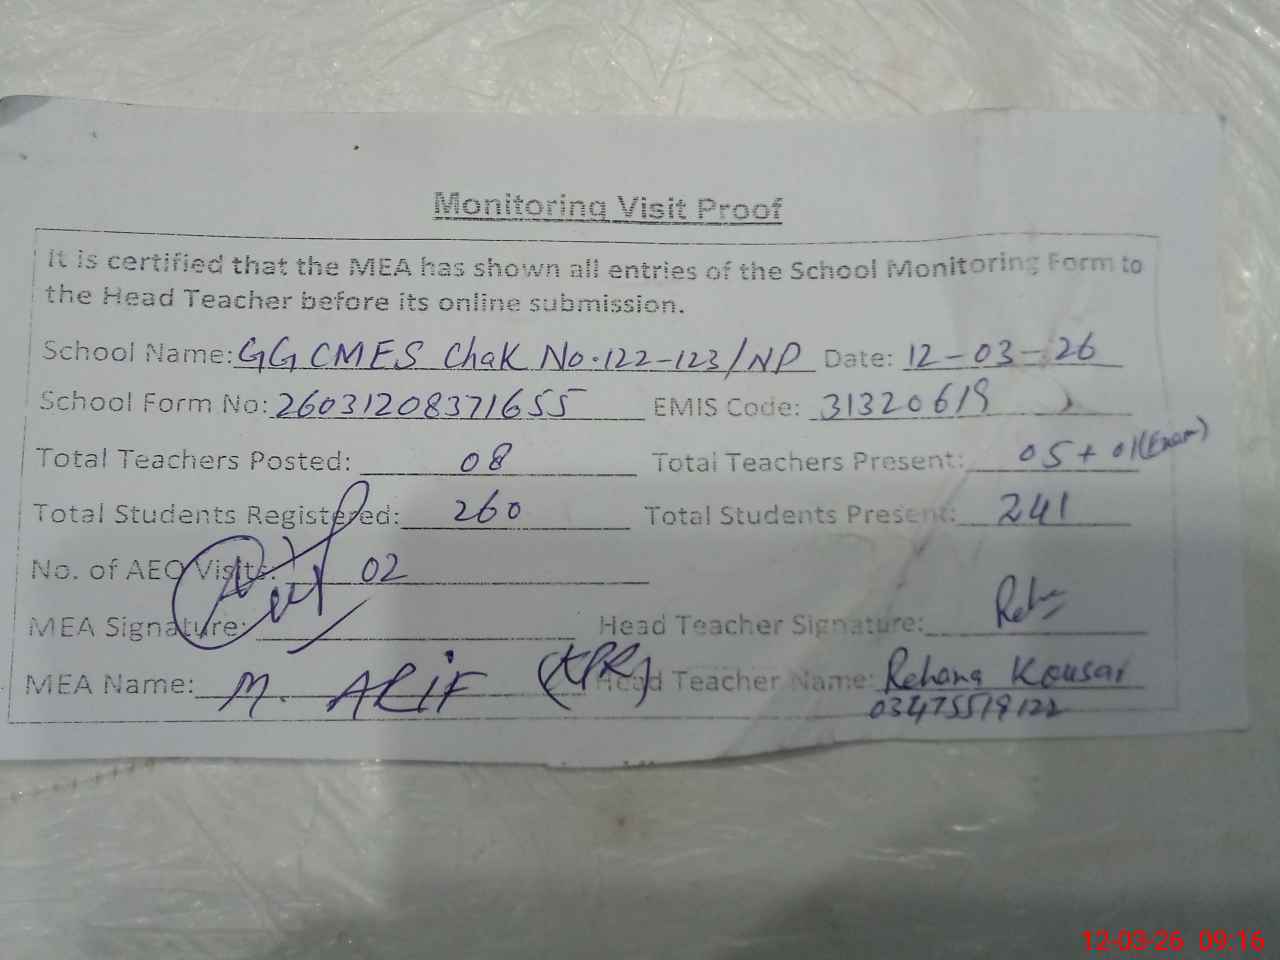 Monitoring Visit Proof
It is certified that the MEA has shown all entries of the School Monitoring Form to
the Head Teacher before its online submission.
School Name: GGCMES Chak No.122-123/NP Date: 12-03-26
School Form No: 26031208371655 EMIS Code: 31320619
Total Teachers Posted: 08 Total Teachers Present: 05 + 01(Exam)
Total Students Registered: 260 Total Students Present: 241
No. of AEO Visits: 02
MEA Signature: Head Teacher Signature:
MEA Name: M. ARIF Head Teacher Name: Rehana Kousar
03475519122
12-03-26 09:16